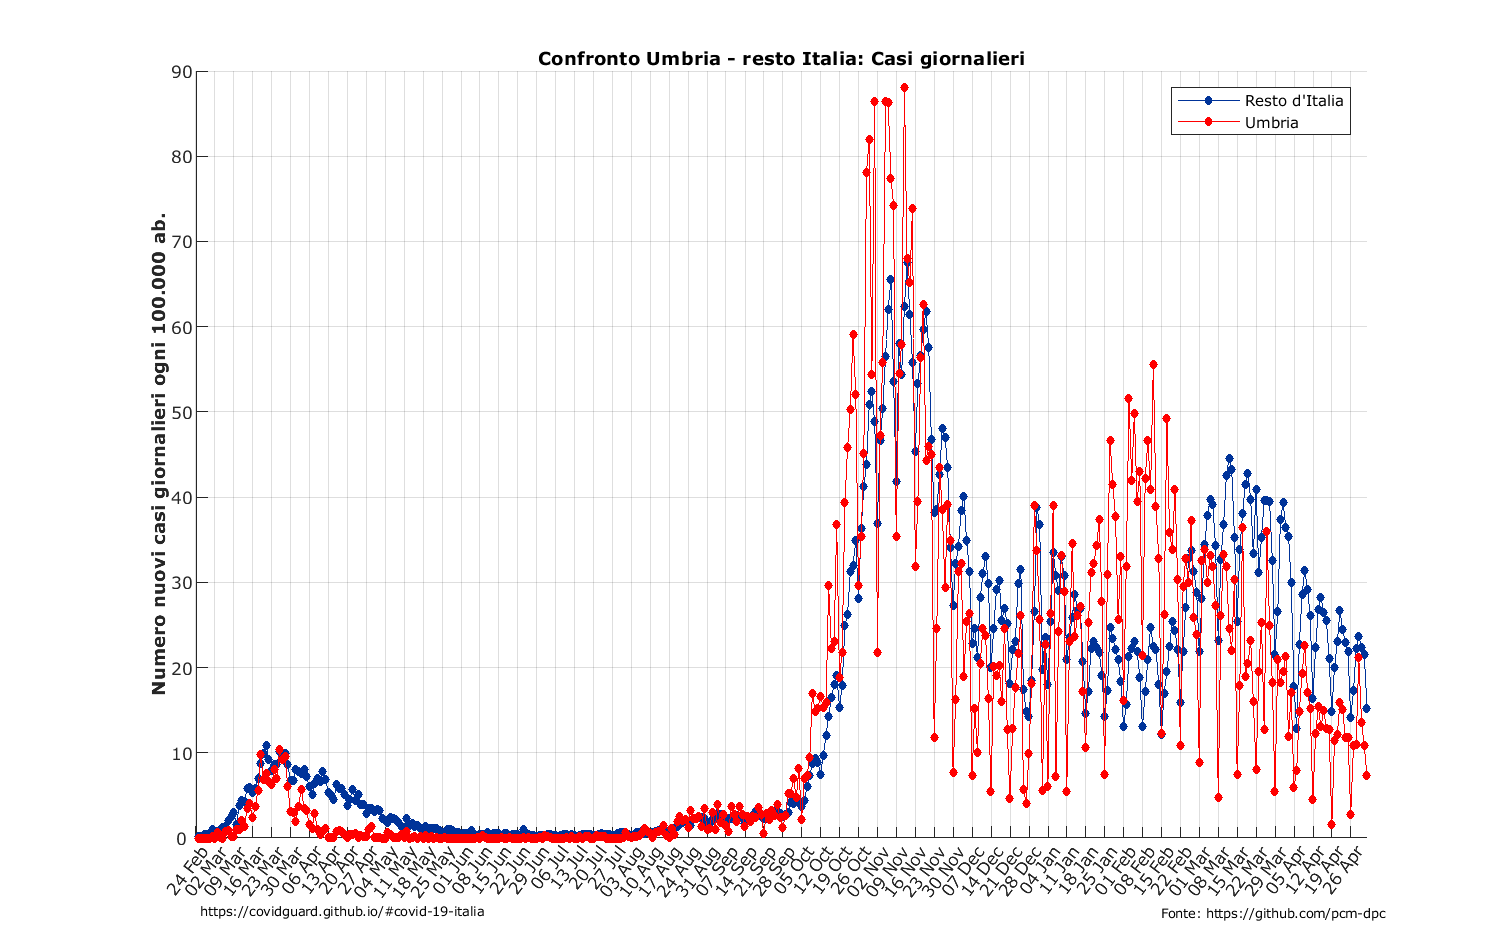 Confronto Umbria - resto Italia: Casi giornalieri
Resto d'Italia
Umbria
Numero nuovi casi giornalieri ogni 100.000 ab.
90
80
70
60
50
40
30
20
10
0
24 Feb
02 Mar
09 Mar
16 Mar
23 Mar
30 Mar
06 Apr
13 Apr
20 Apr
27 Apr
04 May
11 May
18 May
25 May
01 Jun
08 Jun
15 Jun
22 Jun
29 Jun
06 Jul
13 Jul
20 Jul
27 Jul
03 Aug
10 Aug
17 Aug
24 Aug
31 Aug
07 Sep
14 Sep
21 Sep
28 Sep
05 Oct
12 Oct
19 Oct
26 Oct
02 Nov
09 Nov
16 Nov
23 Nov
30 Nov
07 Dec
14 Dec
21 Dec
28 Dec
04 Jan
11 Jan
18 Jan
25 Jan
01 Feb
08 Feb
15 Feb
22 Feb
01 Mar
08 Mar
15 Mar
22 Mar
29 Mar
05 Apr
12 Apr
19 Apr
26 Apr
https://covidguard.github.io/#covid-19-italia
Fonte: https://github.com/pcm-dpc